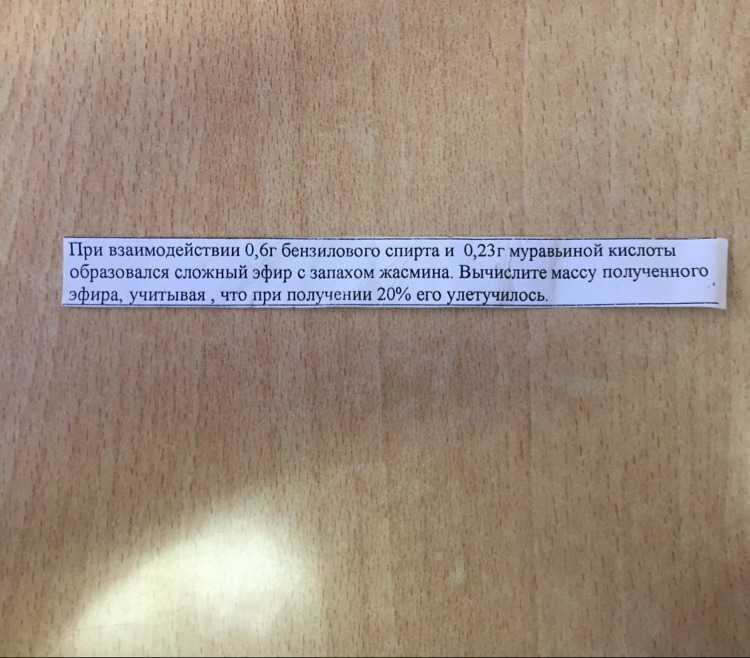 При взаимодействии 0,6г бензилового спирта и 0,23г муравьиной кислоты
образовался сложный эфир с запахом жасмина. Вычислите массу полученного
эфира, учитывая , что при получении 20% его улетучилось.